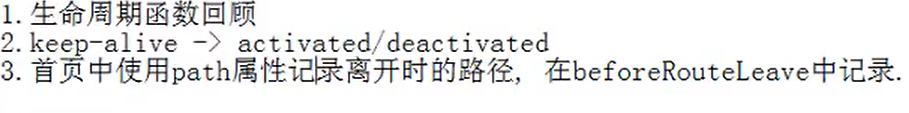 1.生命周期函数回顾
2.keep-alive -> activated/deactivated
3.首页中使用path属性记录离开时的路径, 在beforeRouteLeave中记录.